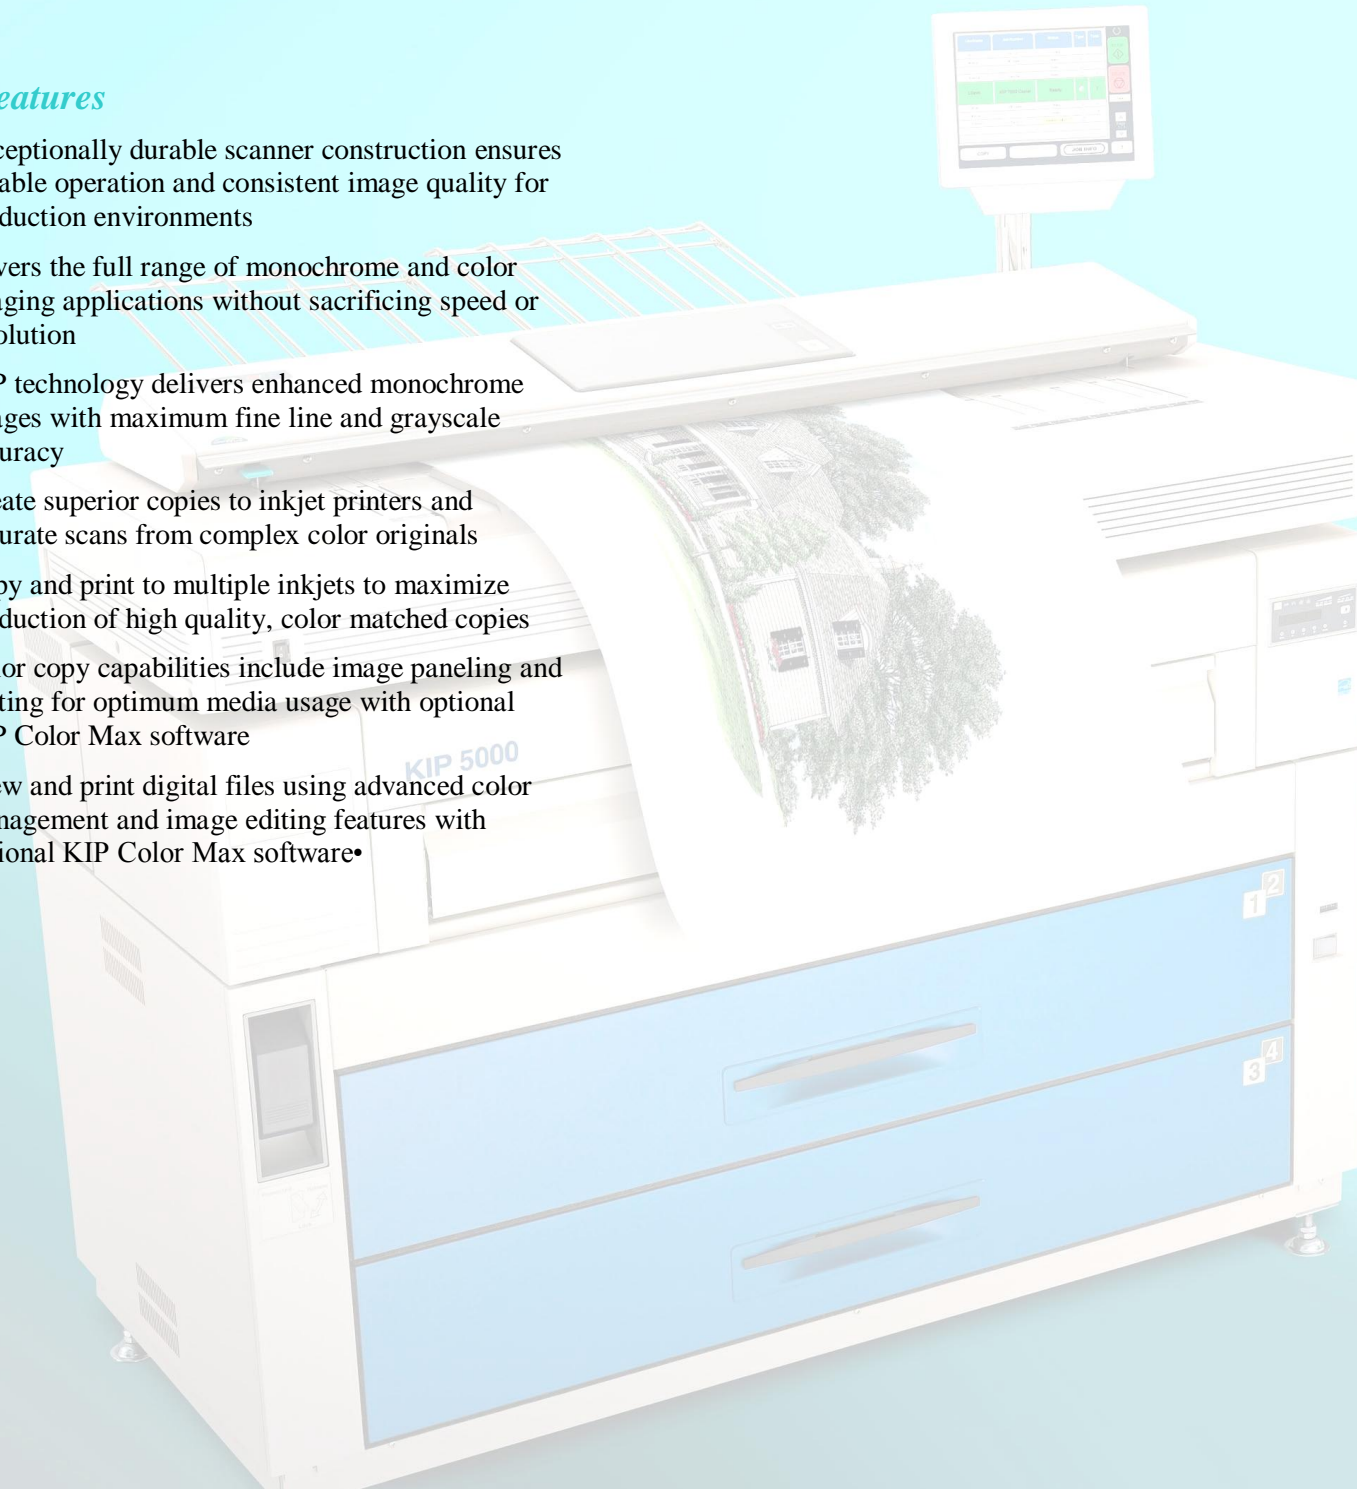 eatures
ceptionally durable scanner construction ensures
able operation and consistent image quality for
duction environments
vers the full range of monochrome and color
aging applications without sacrificing speed or
olution
P technology delivers enhanced monochrome
ages with maximum fine line and grayscale
uracy
eate superior copies to inkjet printers and
urate scans from complex color originals
py and print to multiple inkjets to maximize
duction of high quality, color matched copies
lor copy capabilities include image paneling and
ting for optimum media usage with optional
P Color Max software
KIP 5000
ew and print digital files using advanced color
nagement and image editing features with
ional KIP Color Max software•
2
1
4
3